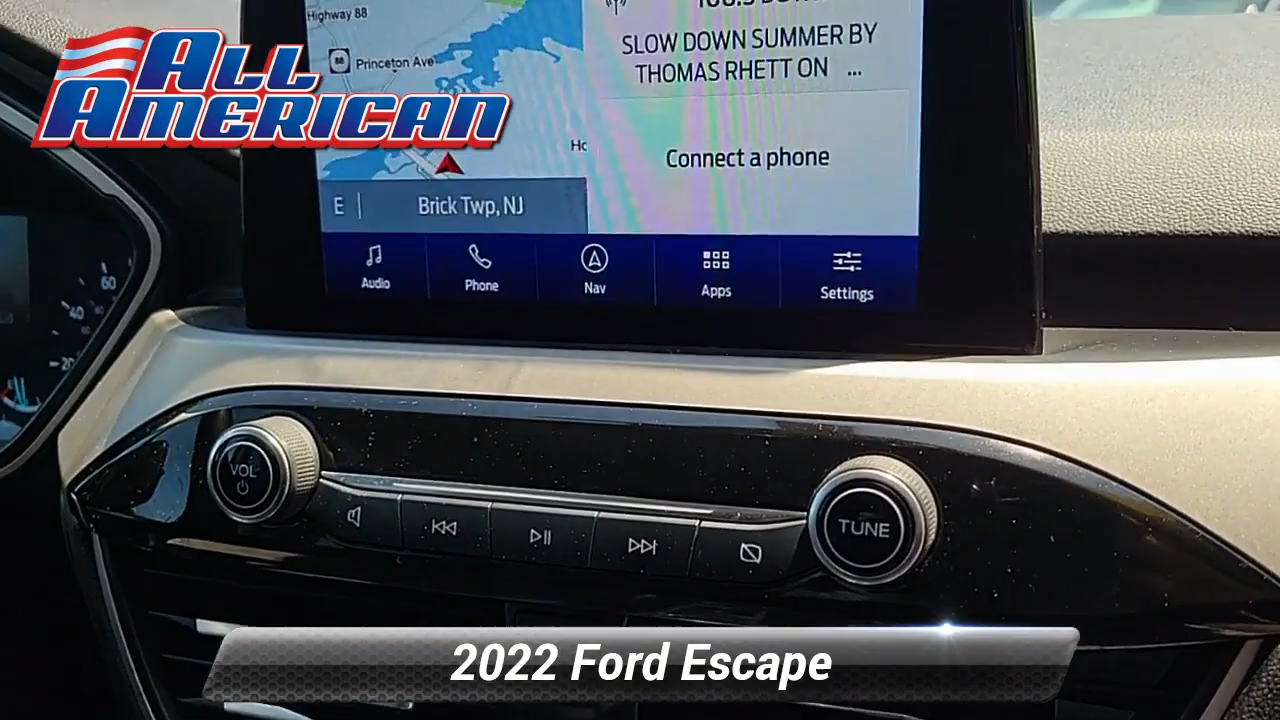 ALL
AMERICAN
Highway 88
88
Princeton Ave
SLOW DOWN SUMMER BY
THOMAS RHETT ON ...
Connect a phone
E
Brick Twp, NJ
Audio
Phone
Nav
Apps
Settings
60
40
20
VOL
TUNE
2022 Ford Escape